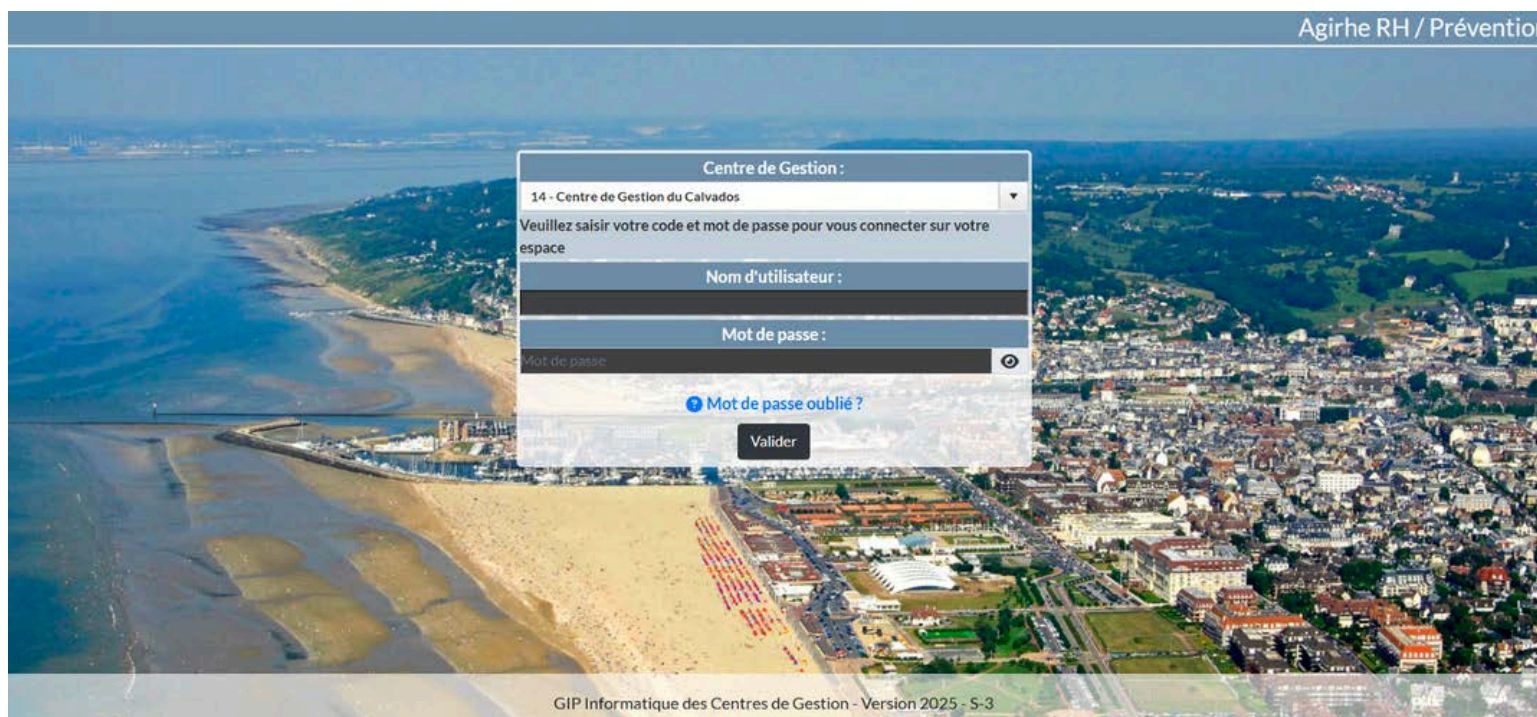 Agirhe RH / Prévention
Centre de Gestion :
14 - Centre de Gestion du Calvados
Veuillez saisir votre code et mot de passe pour vous connecter sur votre
espace
Nom d'utilisateur :
Mot de passe :
Mot de passe
Mot de passe oublié ?
Valider
GIP Informatique des Centres de Gestion - Version 2025 - S-3